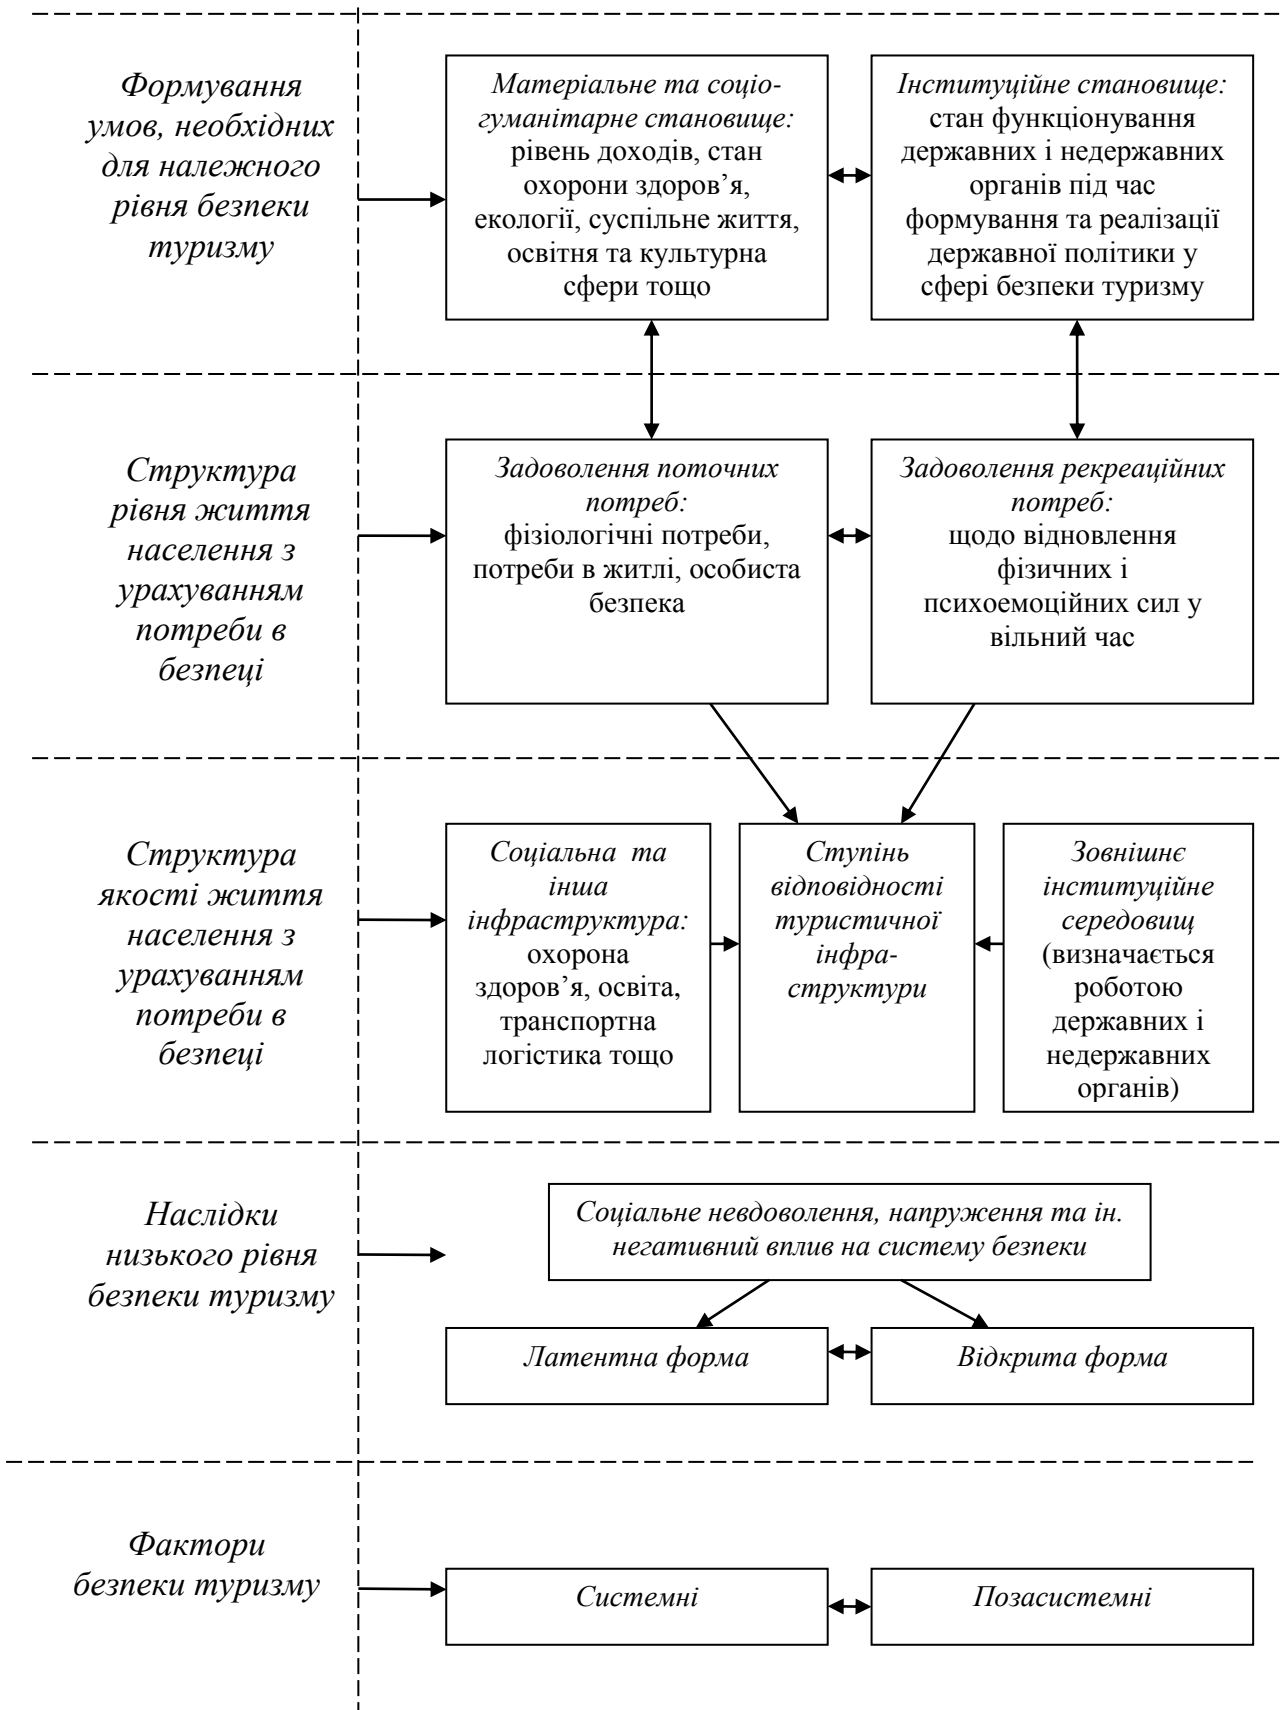 Формування
умов, необхідних
для належного
рівня безпеки
туризму
Матеріальне та соціо-
гуманітарне становище:
рівень доходів, стан
охорони здоров’я,
екології, суспільне життя,
освітня та культурна
сфери тощо
Інституційне становище:
стан функціонування
державних і недержавних
органів під час
формування та реалізації
державної політики у
сфері безпеки туризму
Структура
рівня життя
населення з
урахуванням
потреби в
безпеці
Задоволення поточних
потреб:
фізіологічні потреби,
потреби в житлі, особиста
безпека
Задоволення рекреаційних
потреб:
щодо відновлення
фізичних і
психоемоційних сил у
вільний час
Структура
якості життя
населення з
урахуванням
потреби в
безпеці
Соціальна та
інша
інфраструктура:
охорона
здоров’я, освіта,
транспортна
логістика тощо
Ступінь
відповідності
туристичної
інфра-
структури
Зовнішнє
інституційне
середовищ
(визначається
роботою
державних і
недержавних
органів)
Наслідки
низького рівня
безпеки туризму
Соціальне невдоволення, напруження та ін.
негативний вплив на систему безпеки
Латентна форма
Відкрита форма
Фактори
безпеки туризму
Системні
Позасистемні